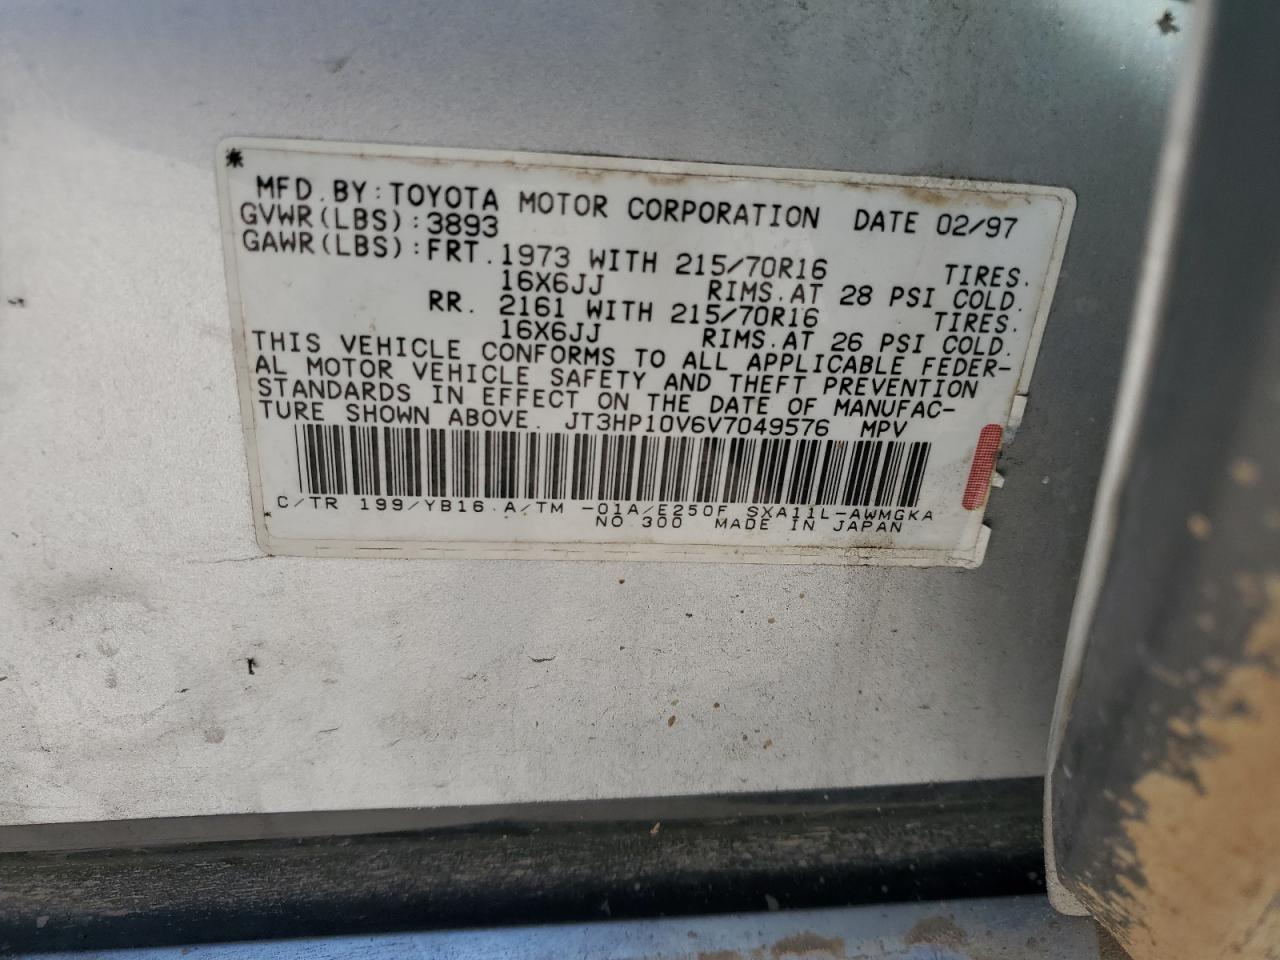 MFD. BY: TOYOTA MOTOR CORPORATION DATE 02/97
GVWR(LBS):3893
GAWR(LBS):FRT. 1973 WITH 215/70R16 TIRES.
16X6JJ RIMS.AT 28 PSI COLD.
RR. 2161 WITH 215/70R16 TIRES.
16X6JJ RIMS.AT 26 PSI COLD.
THIS VEHICLE CONFORMS TO ALL APPLICABLE FEDER-
AL MOTOR VEHICLE SAFETY AND THEFT PREVENTION
STANDARDS IN EFFECT ON THE DATE OF MANUFAC-
TURE SHOWN ABOVE. JT3HP10V6V7049576 MPV
C/TR 199/YB16 A/TM -01A/E250F SXA11L-AWMGKA
NO.300 MADE IN JAPAN